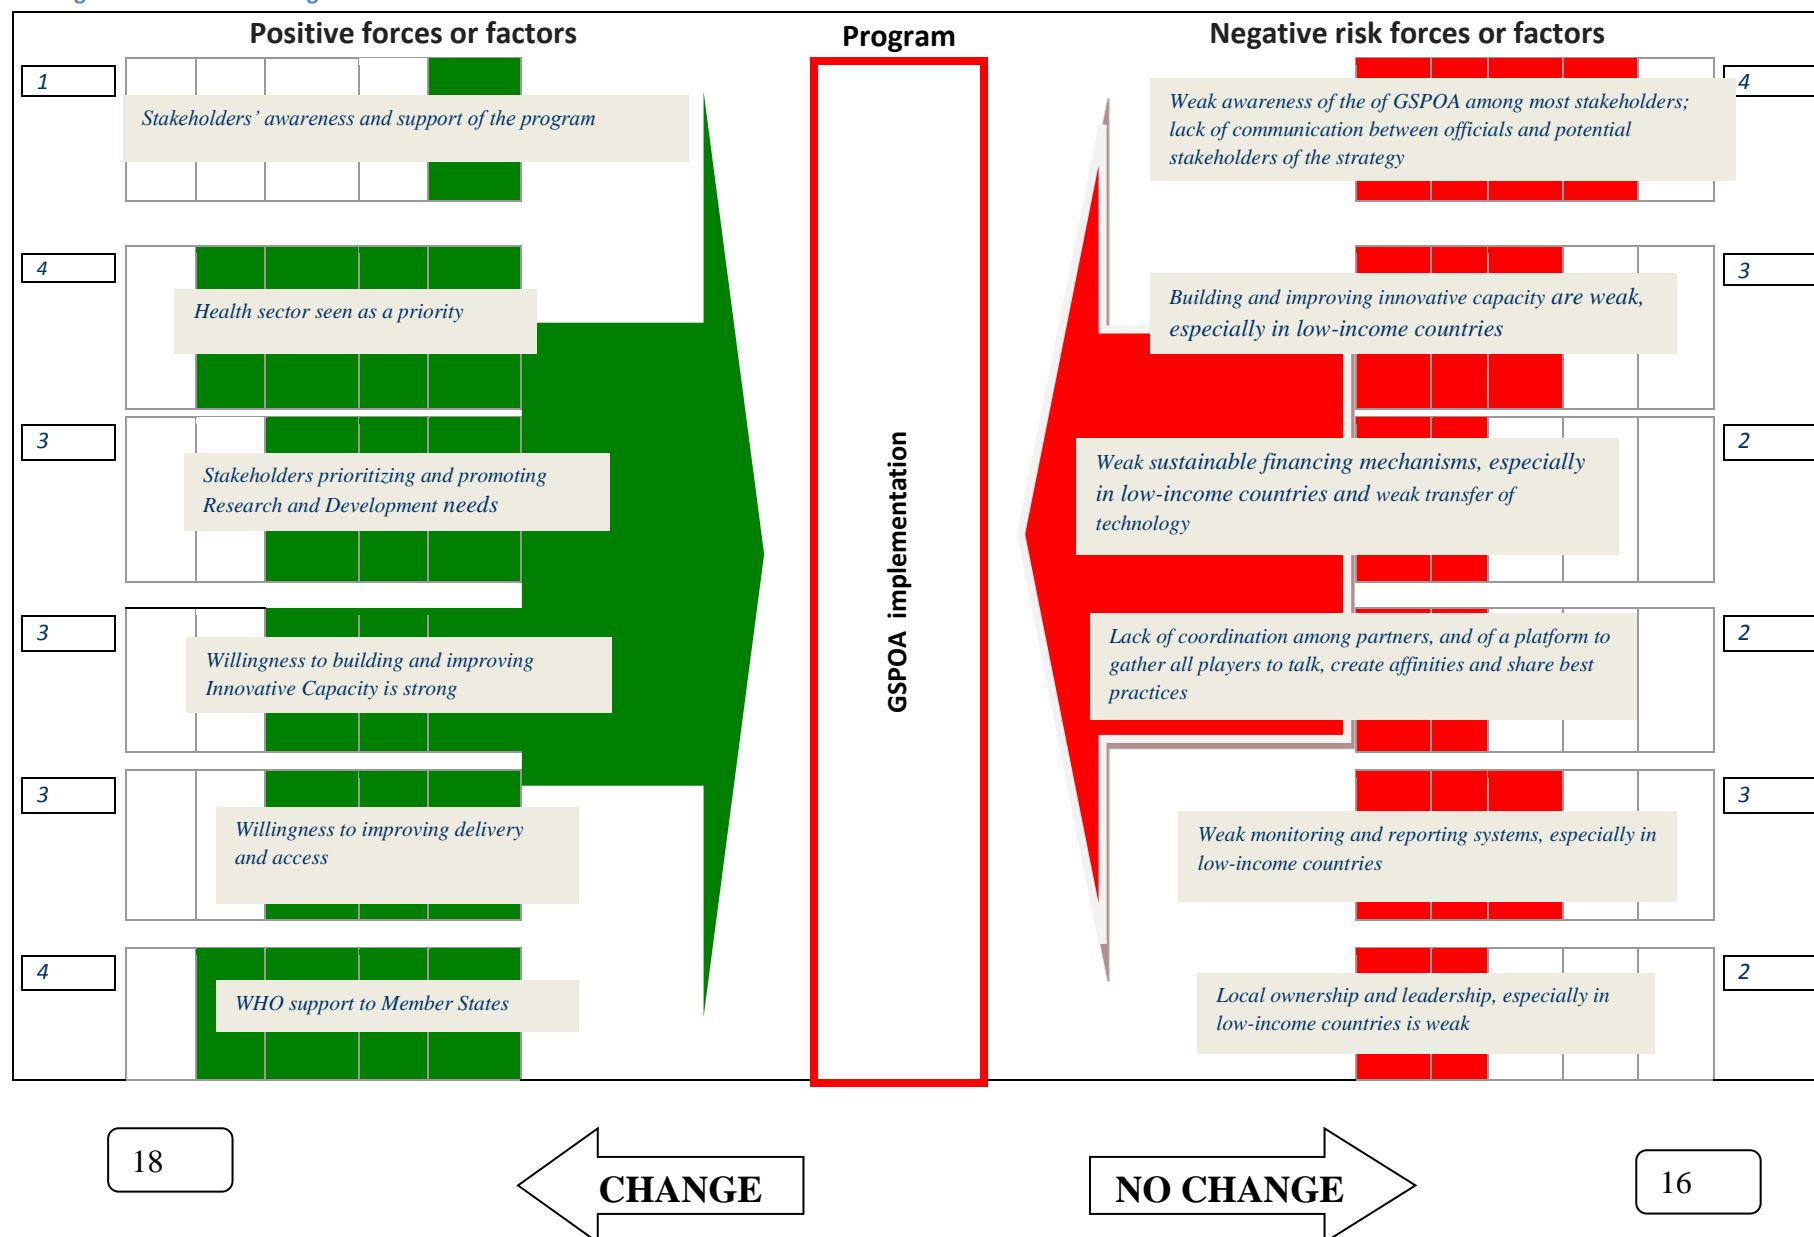 Positive forces or factors
Program
Negative risk forces or factors
1
Stakeholders' awareness and support of the program
4
Health sector seen as a priority
3
Stakeholders prioritizing and promoting
Research and Development needs
3
Willingness to building and improving
Innovative Capacity is strong
3
Willingness to improving delivery
and access
4
WHO support to Member States
GSPOA implementation
Weak awareness of the of GSPOA among most stakeholders;
lack of communication between officials and potential
stakeholders of the strategy
4
Building and improving innovative capacity are weak,
especially in low-income countries
3
Weak sustainable financing mechanisms, especially
in low-income countries and weak transfer of
technology
2
Lack of coordination among partners, and of a platform to
gather all players to talk, create affinities and share best
practices
2
Weak monitoring and reporting systems, especially in
low-income countries
3
Local ownership and leadership, especially in
low-income countries is weak
2
18
CHANGE
NO CHANGE
16